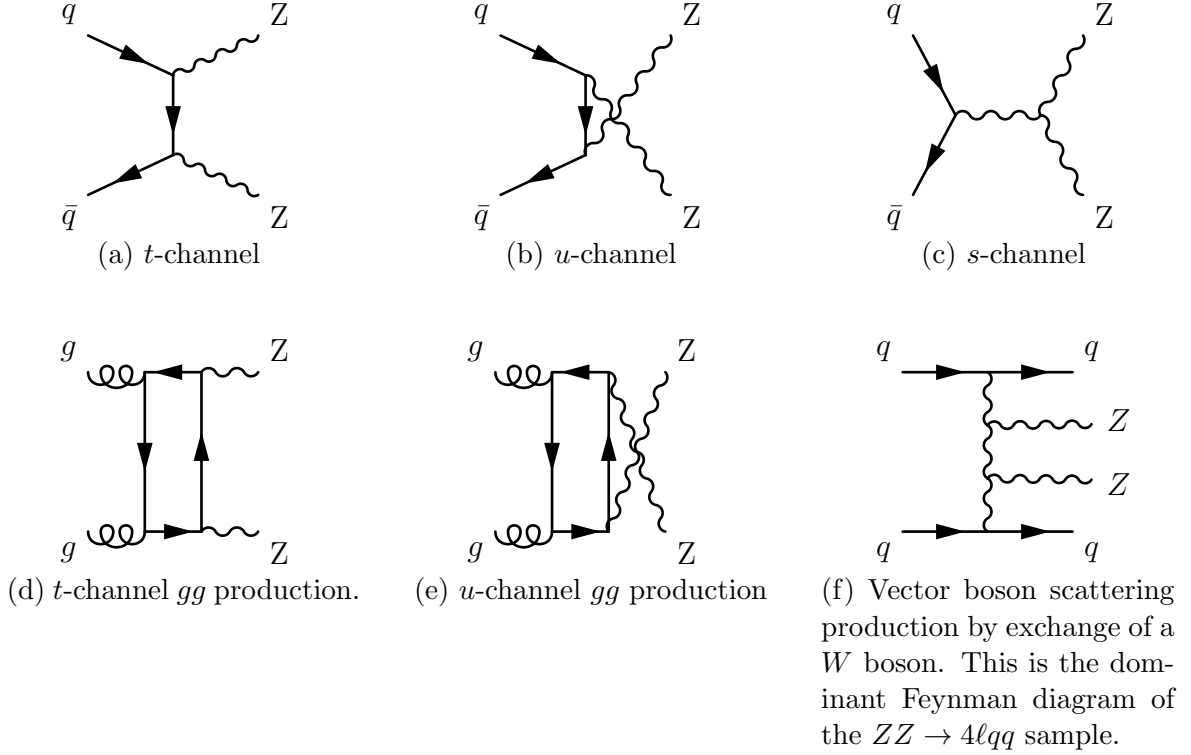 q Z q Z q Z
q̄ Z q̄ Z q̄ Z
(a) t-channel (b) u-channel (c) s-channel
g Z g Z q q
Z
Z
g Z g Z q q
(d) t-channel gg production. (e) u-channel gg production (f) Vector boson scattering
production by exchange of a
W boson. This is the dom-
inant Feynman diagram of
the ZZ → 4ℓqq sample.